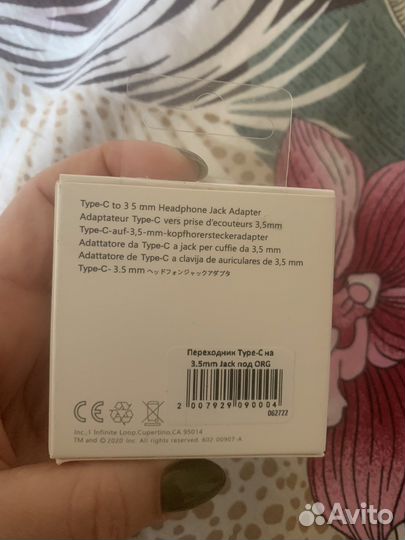 Type-C to 3 5 mm Headphone Jack Adapter
Adaptateur Type-C vers prise d'ecouteurs 3,5mm
Type-C-auf-3,5-mm-kopfhorersteckeradapter
Adattatore da Type-C a jack per cuffie da 3,5 mm
Adattatore de Type-C a clavija de auriculares de 3,5 mm
Type-C- 3.5 mm ヘッドフォンジャックアダプタ
Переходник Type-C на
3.5mm Jack под ORG
2 007929 090004
062722
Inc.,1 Infinite Loop.Cupertino.CA 95014
TM and © 2020 Inc. All rights reserved. 602-00907-A
Avito